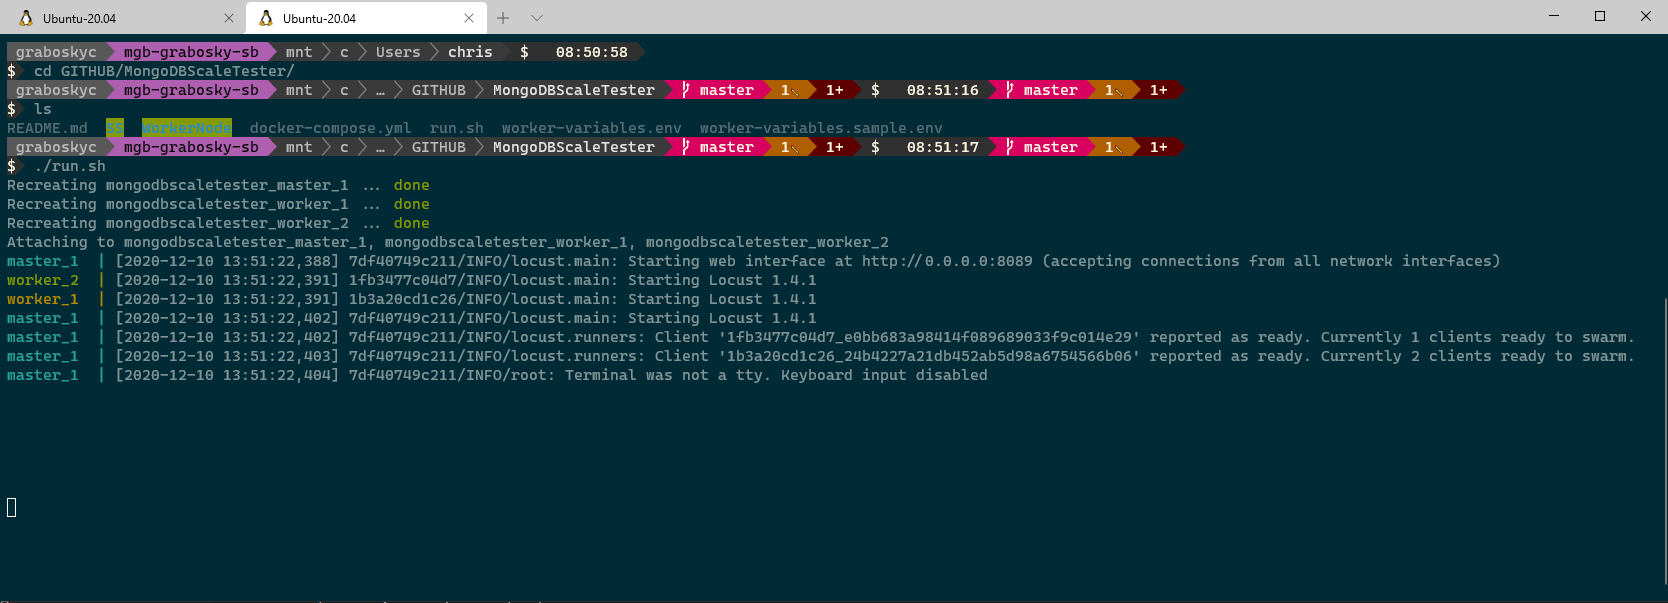 Ubuntu-20.04 Ubuntu-20.04
graboskyc mgb-grabosky-sb mnt c Users chris $ 08:50:58
$ cd GITHUB/MongoDBScaleTester/
graboskyc mgb-grabosky-sb mnt c … GITHUB MongoDBScaleTester master 1 1+ $ 08:51:16 master 1 1+
$ ls
README.md SS WorkerNode docker-compose.yml run.sh worker-variables.env worker-variables.sample.env
graboskyc mgb-grabosky-sb mnt c … GITHUB MongoDBScaleTester master 1 1+ $ 08:51:17 master 1 1+
$ ./run.sh
Recreating mongodbscaletester_master_1 ... done
Recreating mongodbscaletester_worker_1 ... done
Recreating mongodbscaletester_worker_2 ... done
Attaching to mongodbscaletester_master_1, mongodbscaletester_worker_1, mongodbscaletester_worker_2
master_1 | [2020-12-10 13:51:22,388] 7df40749c211/INFO/locust.main: Starting web interface at http://0.0.0.0:8089 (accepting connections from all network interfaces)
worker_2 | [2020-12-10 13:51:22,391] 1fb3477c04d7/INFO/locust.main: Starting Locust 1.4.1
worker_1 | [2020-12-10 13:51:22,391] 1b3a20cd1c26/INFO/locust.main: Starting Locust 1.4.1
master_1 | [2020-12-10 13:51:22,402] 7df40749c211/INFO/locust.main: Starting Locust 1.4.1
master_1 | [2020-12-10 13:51:22,402] 7df40749c211/INFO/locust.runners: Client '1fb3477c04d7_e0bb683a98414f089689033f9c014e29' reported as ready. Currently 1 clients ready to swarm.
master_1 | [2020-12-10 13:51:22,403] 7df40749c211/INFO/locust.runners: Client '1b3a20cd1c26_24b4227a21db452ab5d98a6754566b06' reported as ready. Currently 2 clients ready to swarm.
master_1 | [2020-12-10 13:51:22,404] 7df40749c211/INFO/root: Terminal was not a tty. Keyboard input disabled